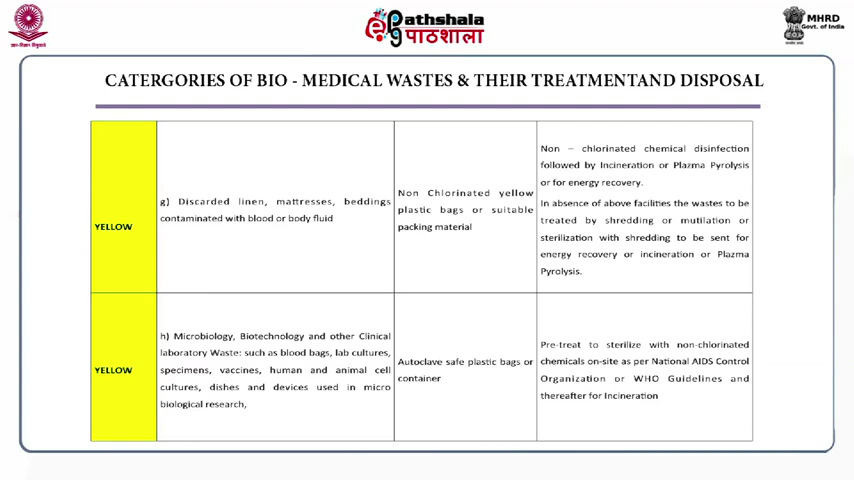 ePathshala
पाठशाला
MHRD
Govt. of India
CATERGORIES OF BIO - MEDICAL WASTES & THEIR TREATMENTAND DISPOSAL
YELLOW
g) Discarded linen, mattresses, beddings
contaminated with blood or body fluid
Non Chlorinated yellow
plastic bags or suitable
packing material
Non – chlorinated chemical disinfection
followed by Incineration or Plazma Pyrolysis
or for energy recovery.
In absence of above facilities the wastes to be
treated by shredding or mutilation or
sterilization with shredding to be sent for
energy recovery or incineration or Plazma
Pyrolysis.
YELLOW
h) Microbiology, Biotechnology and other Clinical
laboratory Waste: such as blood bags, lab cultures,
specimens, vaccines, human and animal cell
cultures, dishes and devices used in micro
biological research,
Autoclave safe plastic bags or
container
Pre-treat to sterilize with non-chlorinated
chemicals on-site as per National AIDS Control
Organization or WHO Guidelines and
thereafter for Incineration